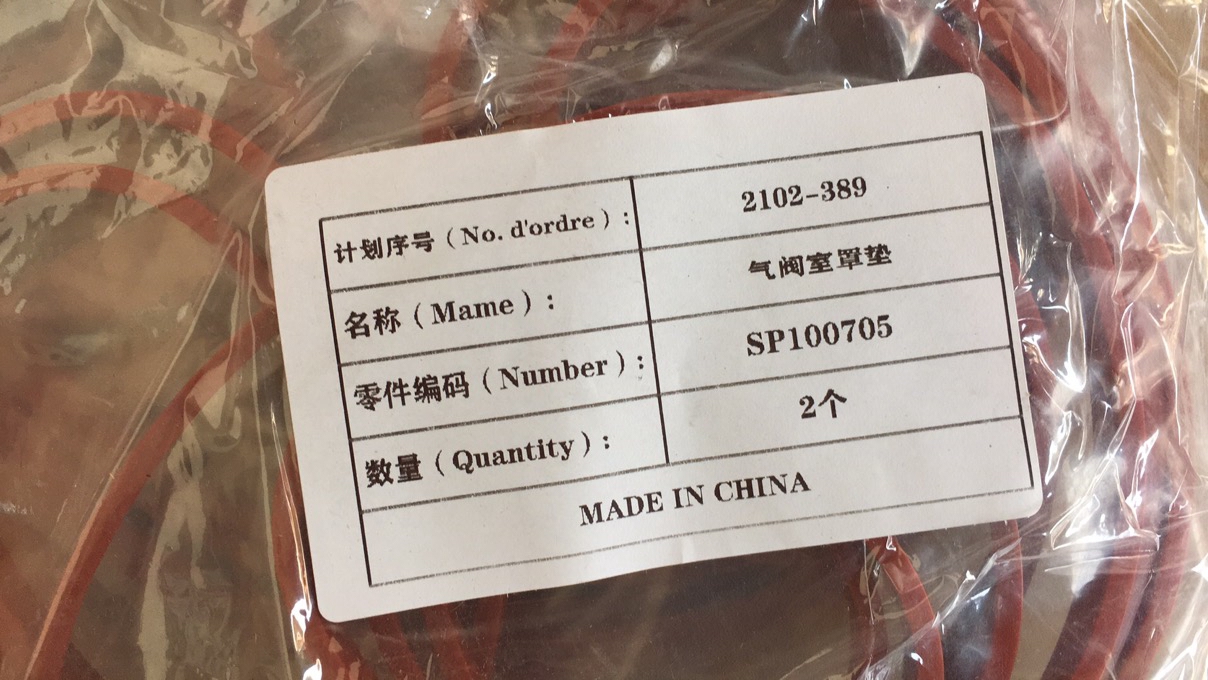 计划序号（No. d'ordre）: 2102-389
名称（Mame）: 气阀室罩垫
零件编码（Number）: SP100705
数量（Quantity）: 2个
MADE IN CHINA